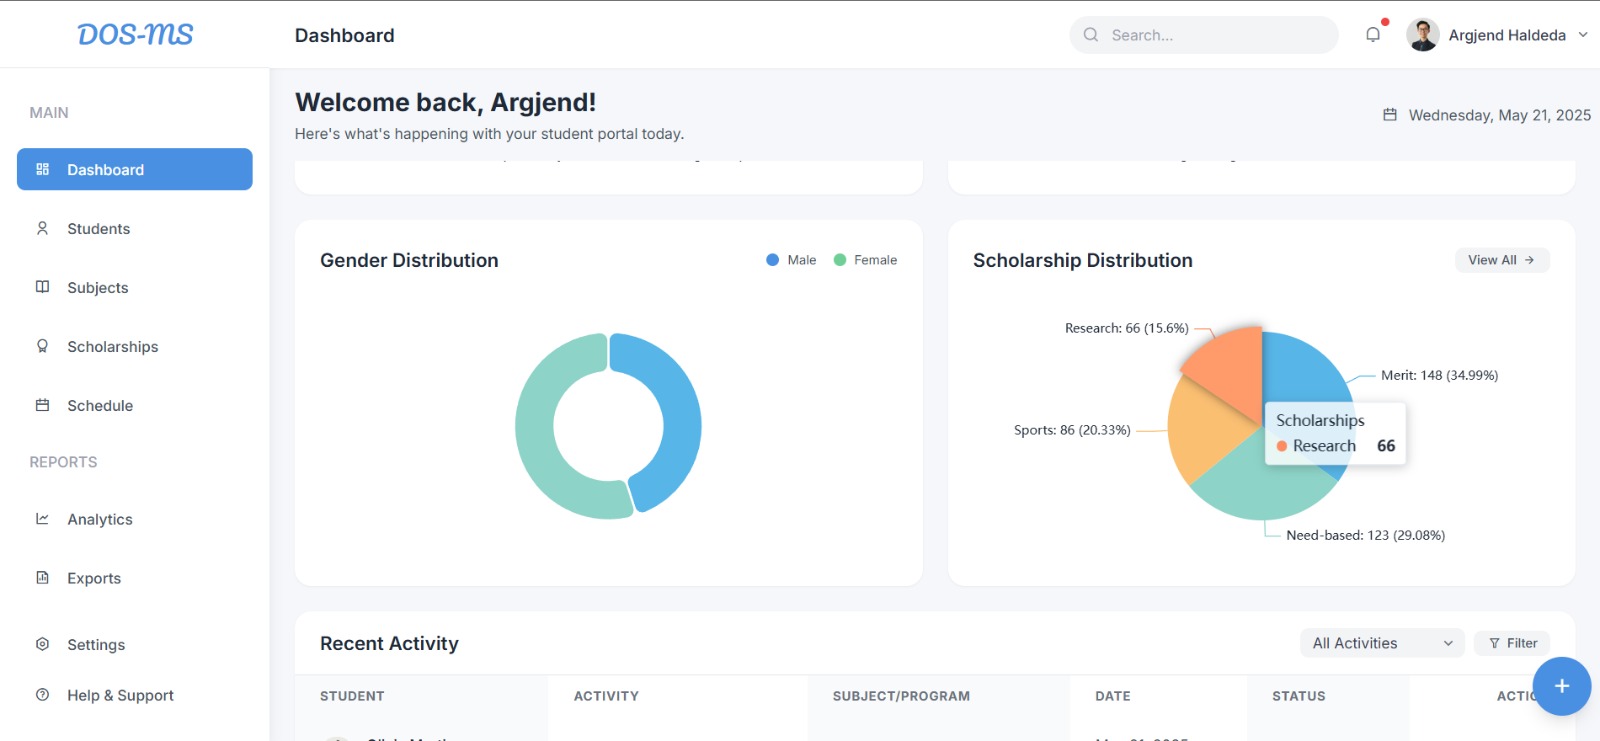 DOS-MS
Dashboard
Search...
Argjend Haldeda
MAIN
Dashboard
Students
Subjects
Scholarships
Schedule
REPORTS
Analytics
Exports
Settings
Help & Support
Welcome back, Argjend!
Here's what's happening with your student portal today.
Wednesday, May 21, 2025
Gender Distribution
Male
Female
Scholarship Distribution
View All →
Research: 66 (15.6%)
Merit: 148 (34.99%)
Sports: 86 (20.33%)
Scholarships
Research 66
Need-based: 123 (29.08%)
Recent Activity
All Activities
Filter
STUDENT ACTIVITY SUBJECT/PROGRAM DATE STATUS